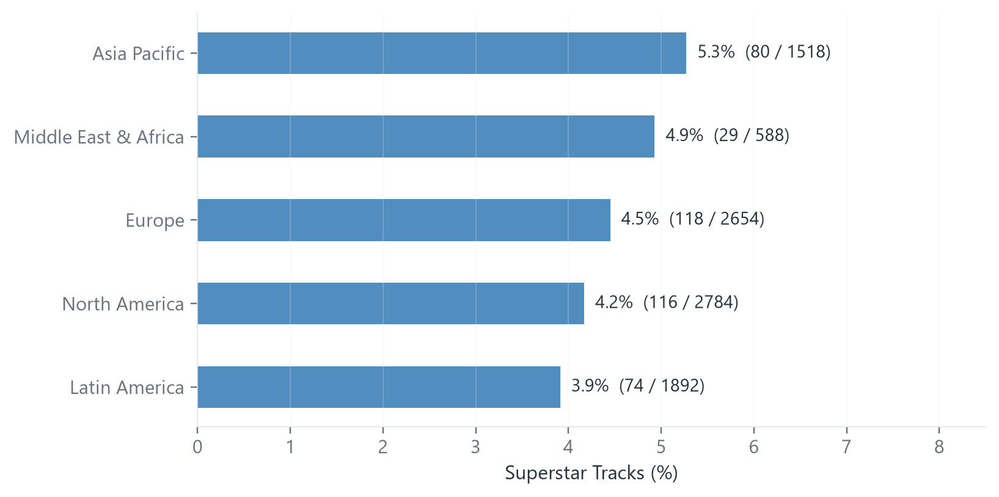 Asia Pacific 5.3% (80 / 1518)
Middle East & Africa 4.9% (29 / 588)
Europe 4.5% (118 / 2654)
North America 4.2% (116 / 2784)
Latin America 3.9% (74 / 1892)
0 1 2 3 4 5 6 7 8
Superstar Tracks (%)